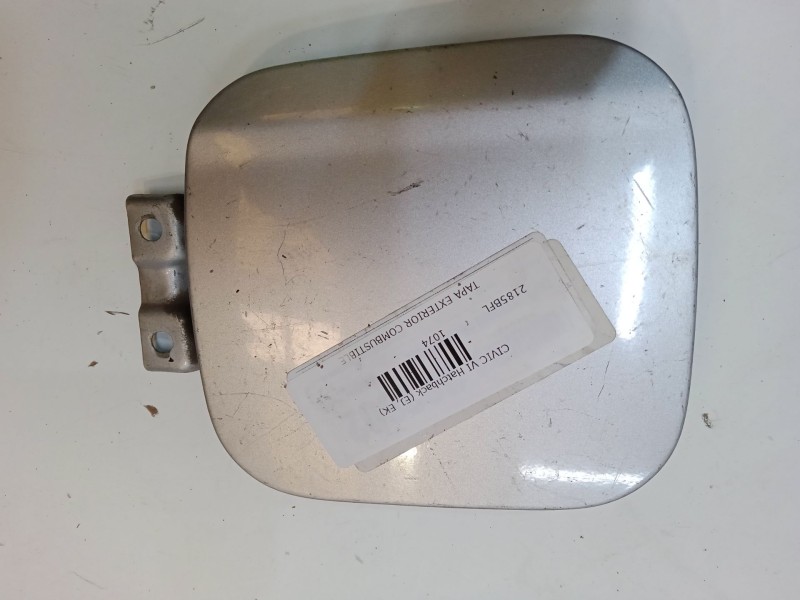 CIVIC VI Hatchback (EJ, EK)
1074
2185BFL
TAPA EXTERIOR COMBUSTIBLE